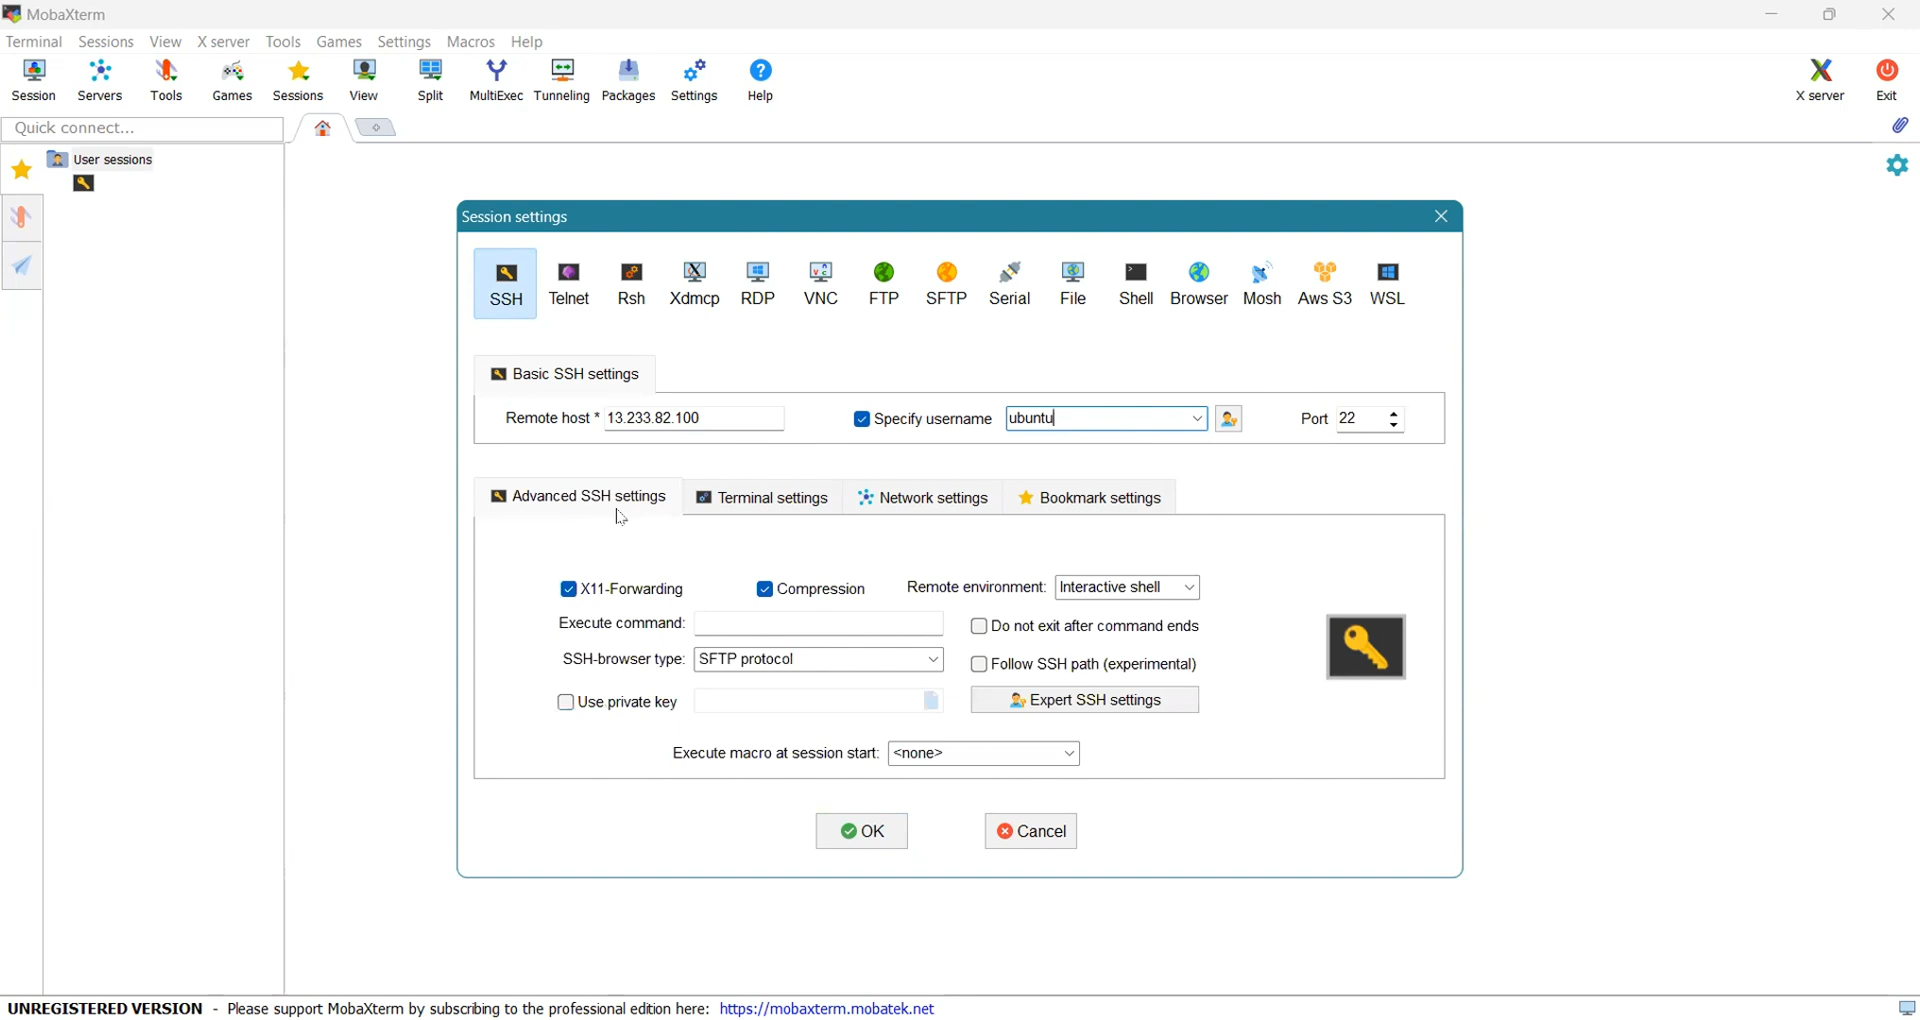 MobaXterm
Terminal Sessions View X server Tools Games Settings Macros Help
Session Servers Tools Games Sessions View Split MultiExec Tunneling Packages Settings Help X server Exit
Quick connect...
User sessions
Session settings
SSH Telnet Rsh Xdmcp RDP VNC FTP SFTP Serial File Shell Browser Mosh Aws S3 WSL
Basic SSH settings
Remote host * 13.233.82.100 Specify username ubuntu Port 22
Advanced SSH settings Terminal settings Network settings Bookmark settings
X11-Forwarding Compression Remote environment: Interactive shell
Execute command: Do not exit after command ends
SSH-browser type: SFTP protocol Follow SSH path (experimental)
Use private key Expert SSH settings
Execute macro at session start: <none>
OK Cancel
UNREGISTERED VERSION - Please support MobaXterm by subscribing to the professional edition here: https://mobaxterm.mobatek.net